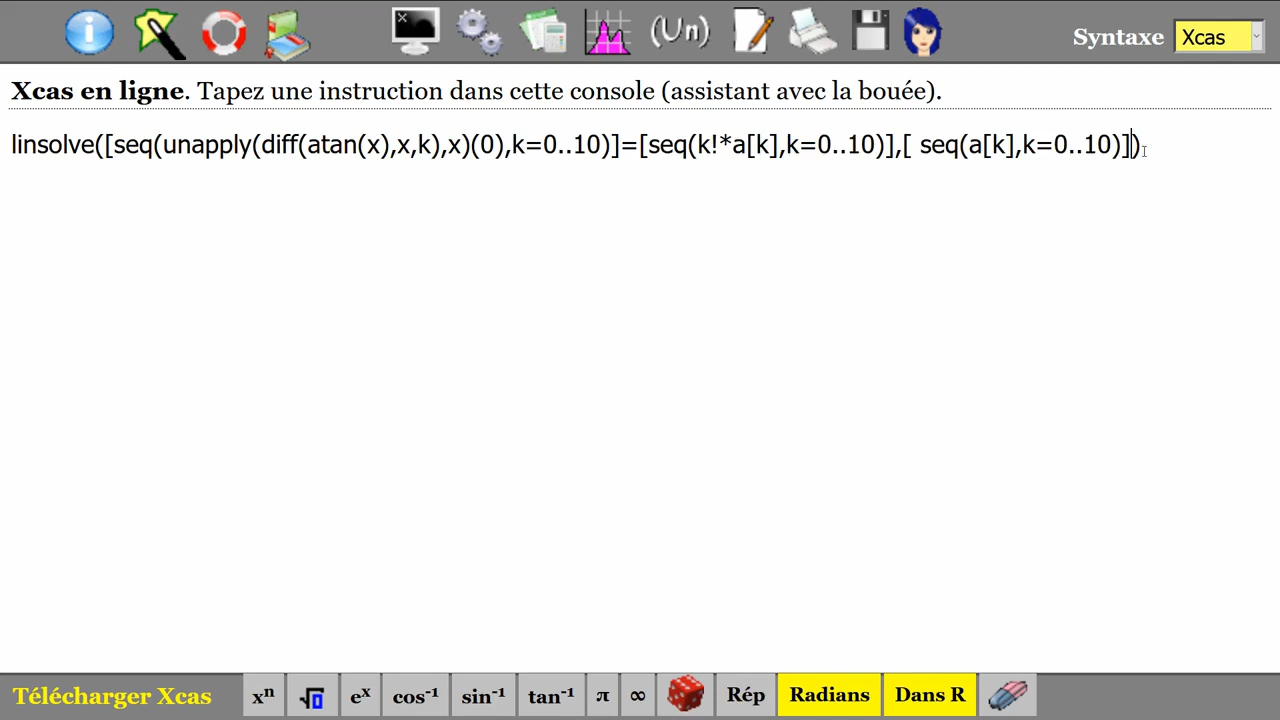 (Un)
Syntaxe Xcas
Xcas en ligne. Tapez une instruction dans cette console (assistant avec la bouée).
linsolve([seq(unapply(diff(atan(x),x,k),x)(0),k=0..10)]=[seq(k!*a[k],k=0..10)],[ seq(a[k],k=0..10)])
Télécharger Xcas xⁿ √0 eˣ cos⁻¹ sin⁻¹ tan⁻¹ π ∞ Rép Radians Dans R